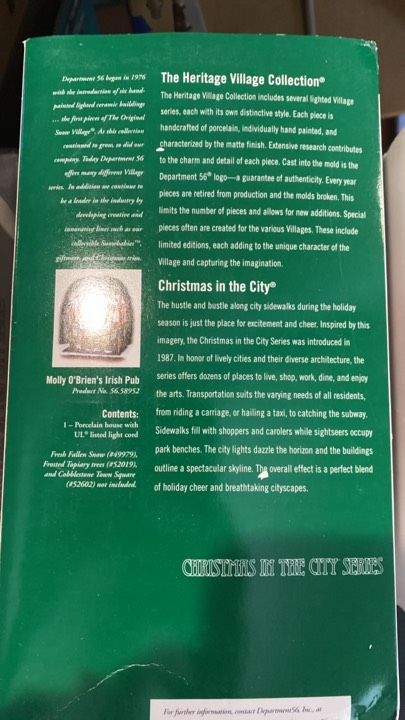 Department 56 began in 1976
with the introduction of six hand-
painted lighted ceramic buildings
... the first pieces of The Original
Snow Village®. As this collection
continued to grow, so did our
company. Today Department 56
offers many different Village
series. In addition we continue to
be a leader in the industry by
developing creative and
innovative lines such as our
collectible Snowbabies™,
giftware, and Christmas trim.
Molly O'Brien's Irish Pub
Product No. 56.58952
Contents:
1 – Porcelain house with
UL® listed light cord
Fresh Fallen Snow (#49979),
Frosted Topiary trees (#52019),
and Cobblestone Town Square
(#52602) not included.
The Heritage Village Collection®
The Heritage Village Collection includes several lighted Village
series, each with its own distinctive style. Each piece is
handcrafted of porcelain, individually hand painted, and
characterized by the matte finish. Extensive research contributes
to the charm and detail of each piece. Cast into the mold is the
Department 56® logo—a guarantee of authenticity. Every year
pieces are retired from production and the molds broken. This
limits the number of pieces and allows for new additions. Special
pieces often are created for the various Villages. These include
limited editions, each adding to the unique character of the
Village and capturing the imagination.
Christmas in the City®
The hustle and bustle along city sidewalks during the holiday
season is just the place for excitement and cheer. Inspired by this
imagery, the Christmas in the City Series was introduced in
1987. In honor of lively cities and their diverse architecture, the
series offers dozens of places to live, shop, work, dine, and enjoy
the arts. Transportation suits the varying needs of all residents,
from riding a carriage, or hailing a taxi, to catching the subway.
Sidewalks fill with shoppers and carolers while sightseers occupy
park benches. The city lights dazzle the horizon and the buildings
outline a spectacular skyline. The overall effect is a perfect blend
of holiday cheer and breathtaking cityscapes.
CHRISTMAS IN THE CITY SERIES
For further information, contact Department56, Inc., at